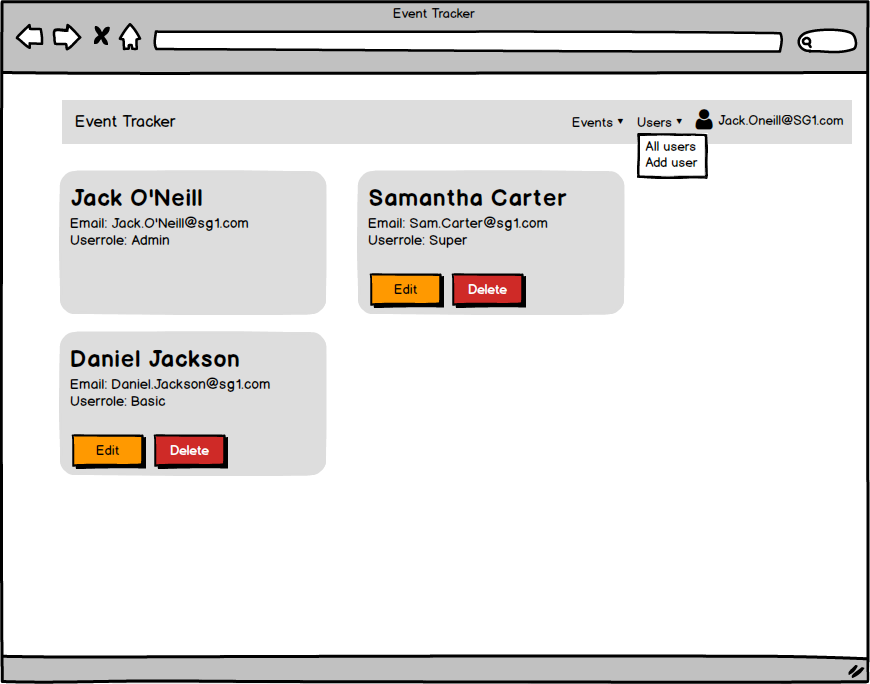 Event Tracker
Event Tracker
Events ▾
Users ▾
Jack.Oneill@SG1.com
All users
Add user
Jack O'Neill
Email: Jack.O'Neill@sg1.com
Userrole: Admin
Samantha Carter
Email: Sam.Carter@sg1.com
Userrole: Super
Edit
Delete
Daniel Jackson
Email: Daniel.Jackson@sg1.com
Userrole: Basic
Edit
Delete